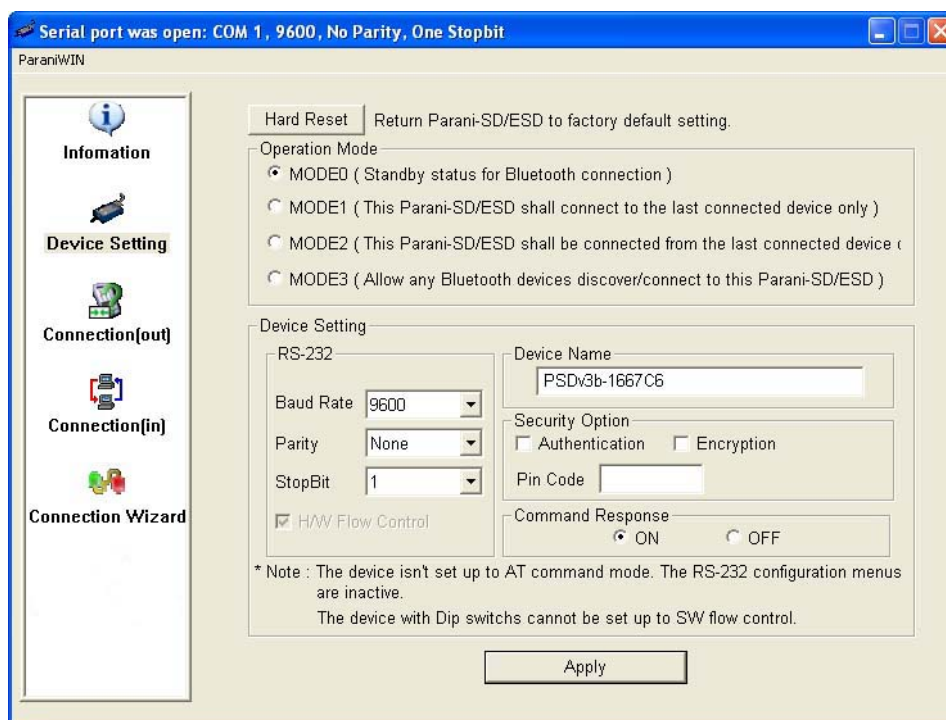 Serial port was open: COM 1, 9600, No Parity, One Stopbit
ParaniWIN
Infomation
Device Setting
Connection(out)
Connection(in)
Connection Wizard
Hard Reset Return Parani-SD/ESD to factory default setting.
Operation Mode
MODE0 ( Standby status for Bluetooth connection )
MODE1 ( This Parani-SD/ESD shall connect to the last connected device only )
MODE2 ( This Parani-SD/ESD shall be connected from the last connected device
MODE3 ( Allow any Bluetooth devices discover/connect to this Parani-SD/ESD )
Device Setting
RS-232
Baud Rate 9600
Parity None
StopBit 1
H/W Flow Control
Device Name
PSDv3b-1667C6
Security Option
Authentication Encryption
Pin Code
Command Response
ON OFF
* Note : The device isn't set up to AT command mode. The RS-232 configuration menus
are inactive.
The device with Dip switchs cannot be set up to SW flow control.
Apply